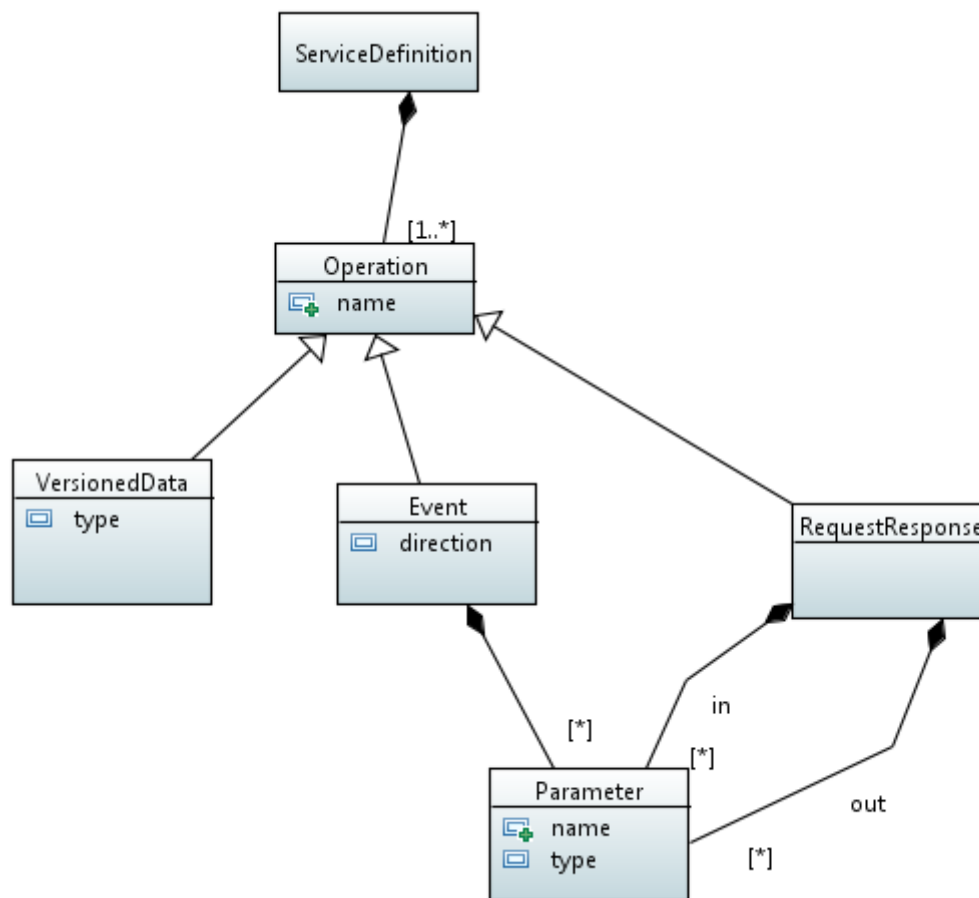 ServiceDefinition
[1..*]
Operation
name
VersionedData
type
Event
direction
RequestResponse
in
[*]
[*]
out
[*]
Parameter
name
type